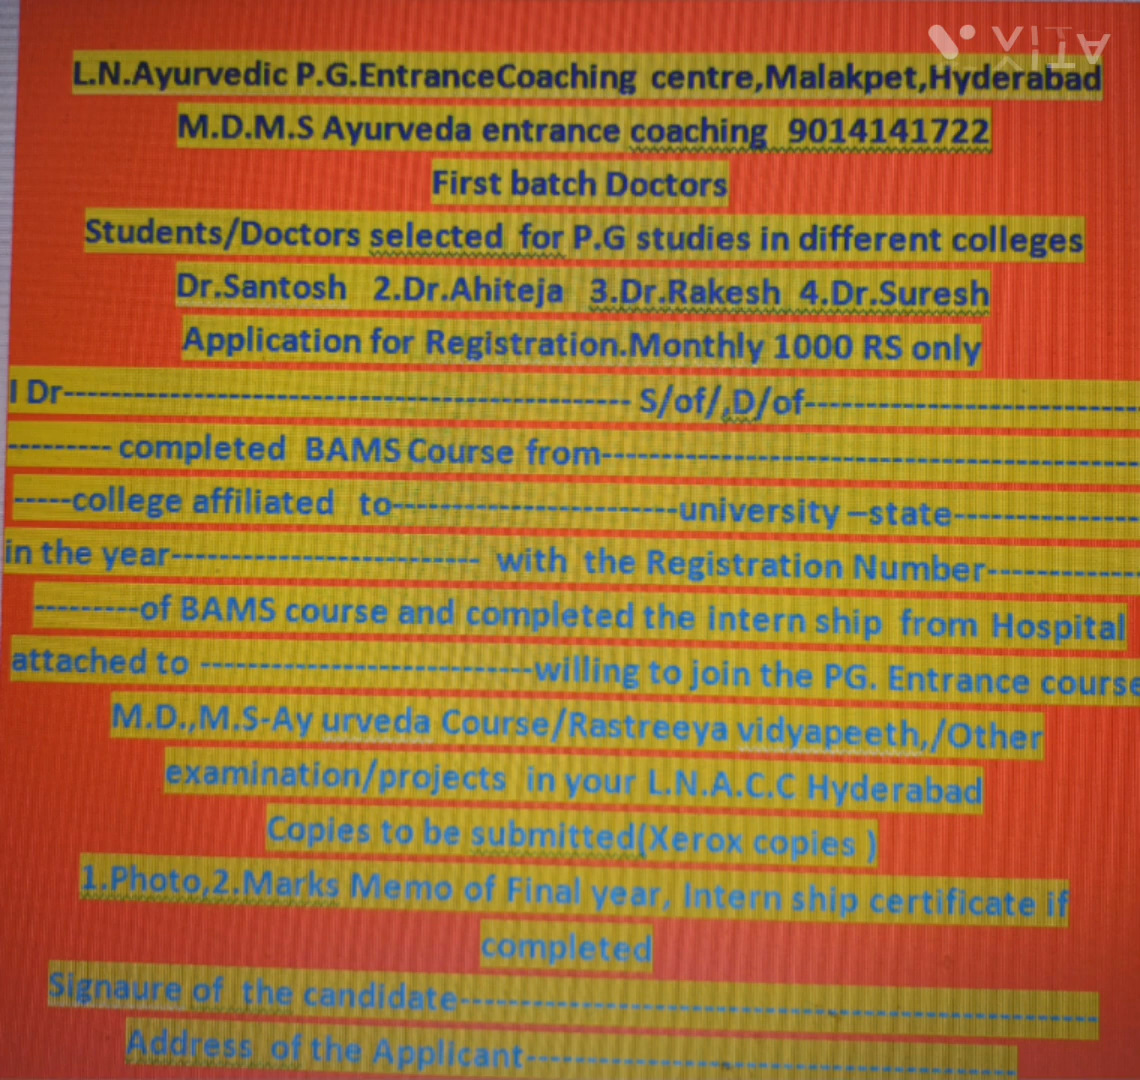 VITA
L.N.Ayurvedic P.G.EntranceCoaching centre,Malakpet,Hyderabad
M.D.M.S Ayurveda entrance coaching 9014141722
First batch Doctors
Students/Doctors selected for P.G studies in different colleges
Dr.Santosh 2.Dr.Ahiteja 3.Dr.Rakesh 4.Dr.Suresh
Application for Registration.Monthly 1000 RS only
I Dr------------------------------------------------ S/of/,D/of----------------------------
--------- completed BAMS Course from----------------------------------------------
-----college affiliated to------------------------university –state----------------
in the year-------------------------- with the Registration Number-------------
---------of BAMS course and completed the intern ship from Hospital
attached to ----------------------------willing to join the PG. Entrance course
M.D.,M.S-Ay urveda Course/Rastreeya vidyapeeth,/Other
examination/projects in your L.N.A.C.C Hyderabad
Copies to be submitted(Xerox copies )
1.Photo,2.Marks Memo of Final year, Intern ship certificate if
completed
Signaure of the candidate------------------------------------------------------
Address of the Applicant------------------------------------------